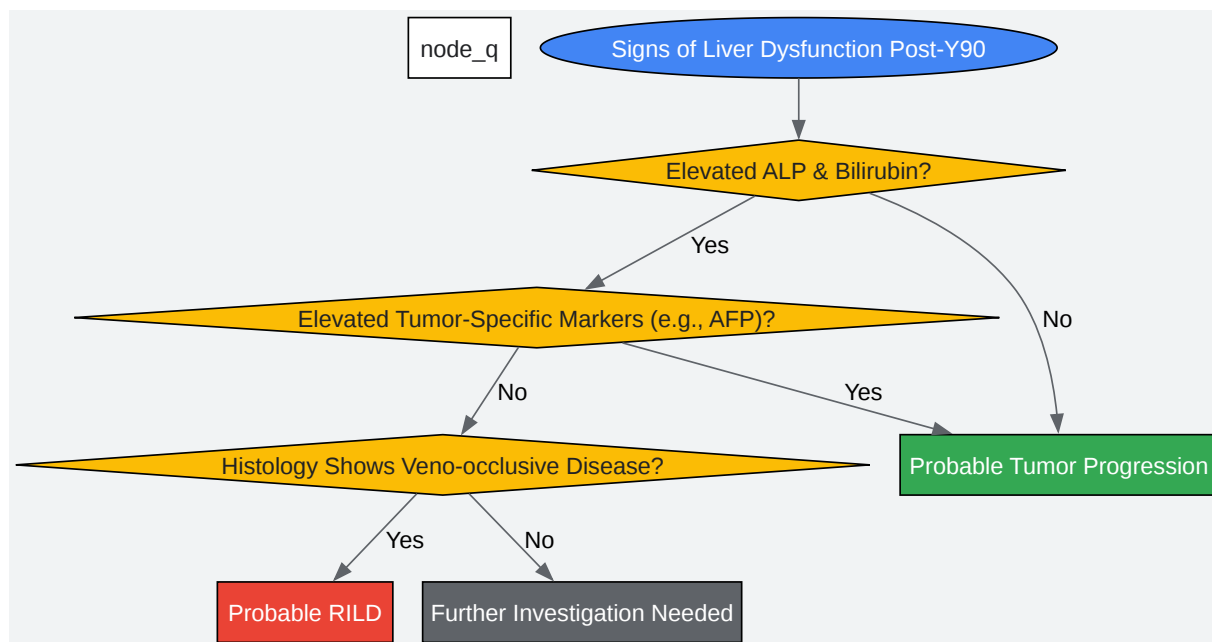 node_q
Signs of Liver Dysfunction Post-Y90
Elevated ALP & Bilirubin?
Yes
No
Elevated Tumor-Specific Markers (e.g., AFP)?
No
Yes
Histology Shows Veno-occlusive Disease?
Probable Tumor Progression
Yes
No
Probable RILD
Further Investigation Needed